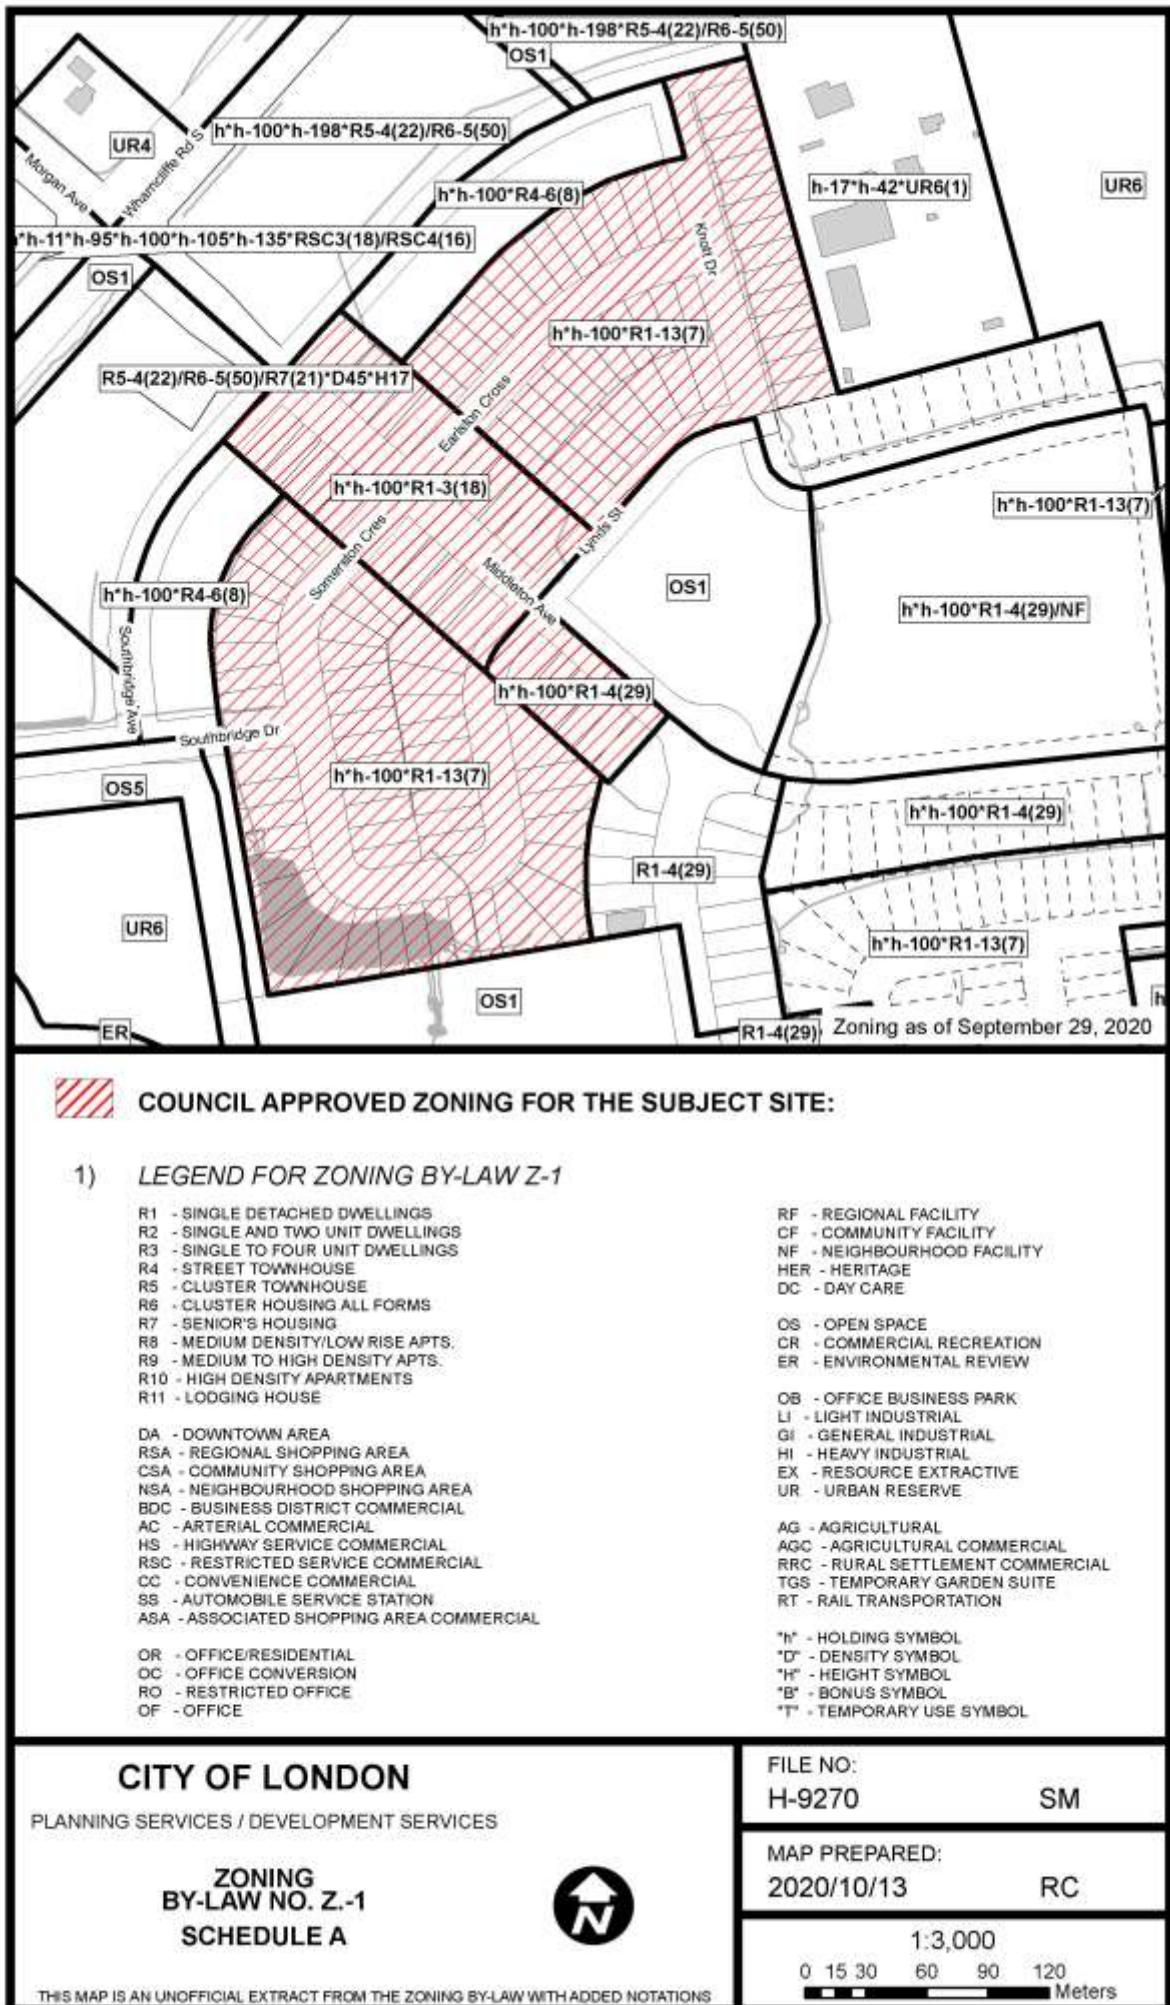 h*h-100*h-198*R5-4(22)/R6-5(50)
OS1
UR4
h*h-100*h-198*R5-4(22)/R6-5(50)
Morgan Ave
Wharncliffe Rd S
h*h-100*R4-6(8)
h-17*h-42*UR6(1)
UR6
*h-11*h-95*h-100*h-105*h-135*RSC3(18)/RSC4(16)
Knott Dr
OS1
h*h-100*R1-13(7)
R5-4(22)/R6-5(50)/R7(21)*D45*H17
Earlston Cross
h*h-100*R1-3(18)
h*h-100*R1-13(7)
Lynds St
Somerston Cres
Middleton Ave
OS1
h*h-100*R4-6(8)
h*h-100*R1-4(29)/NF
Southbridge Ave
h*h-100*R1-4(29)
Southbridge Dr
h*h-100*R1-13(7)
OS5
h*h-100*R1-4(29)
R1-4(29)
UR6
h*h-100*R1-13(7)
OS1
h
ER
R1-4(29)
Zoning as of September 29, 2020
COUNCIL APPROVED ZONING FOR THE SUBJECT SITE:
1) LEGEND FOR ZONING BY-LAW Z-1
R1 - SINGLE DETACHED DWELLINGS
R2 - SINGLE AND TWO UNIT DWELLINGS
R3 - SINGLE TO FOUR UNIT DWELLINGS
R4 - STREET TOWNHOUSE
R5 - CLUSTER TOWNHOUSE
R6 - CLUSTER HOUSING ALL FORMS
R7 - SENIOR'S HOUSING
R8 - MEDIUM DENSITY/LOW RISE APTS.
R9 - MEDIUM TO HIGH DENSITY APTS.
R10 - HIGH DENSITY APARTMENTS
R11 - LODGING HOUSE
DA - DOWNTOWN AREA
RSA - REGIONAL SHOPPING AREA
CSA - COMMUNITY SHOPPING AREA
NSA - NEIGHBOURHOOD SHOPPING AREA
BDC - BUSINESS DISTRICT COMMERCIAL
AC - ARTERIAL COMMERCIAL
HS - HIGHWAY SERVICE COMMERCIAL
RSC - RESTRICTED SERVICE COMMERCIAL
CC - CONVENIENCE COMMERCIAL
SS - AUTOMOBILE SERVICE STATION
ASA - ASSOCIATED SHOPPING AREA COMMERCIAL
OR - OFFICE/RESIDENTIAL
OC - OFFICE CONVERSION
RO - RESTRICTED OFFICE
OF - OFFICE
RF - REGIONAL FACILITY
CF - COMMUNITY FACILITY
NF - NEIGHBOURHOOD FACILITY
HER - HERITAGE
DC - DAY CARE
OS - OPEN SPACE
CR - COMMERCIAL RECREATION
ER - ENVIRONMENTAL REVIEW
OB - OFFICE BUSINESS PARK
LI - LIGHT INDUSTRIAL
GI - GENERAL INDUSTRIAL
HI - HEAVY INDUSTRIAL
EX - RESOURCE EXTRACTIVE
UR - URBAN RESERVE
AG - AGRICULTURAL
AGC - AGRICULTURAL COMMERCIAL
RRC - RURAL SETTLEMENT COMMERCIAL
TGS - TEMPORARY GARDEN SUITE
RT - RAIL TRANSPORTATION
"h" - HOLDING SYMBOL
"D" - DENSITY SYMBOL
"H" - HEIGHT SYMBOL
"B" - BONUS SYMBOL
"T" - TEMPORARY USE SYMBOL
CITY OF LONDON
PLANNING SERVICES / DEVELOPMENT SERVICES
ZONING
BY-LAW NO. Z.-1
SCHEDULE A
N
THIS MAP IS AN UNOFFICIAL EXTRACT FROM THE ZONING BY-LAW WITH ADDED NOTATIONS
FILE NO:
H-9270 SM
MAP PREPARED:
2020/10/13 RC
1:3,000
0 15 30 60 90 120
Meters